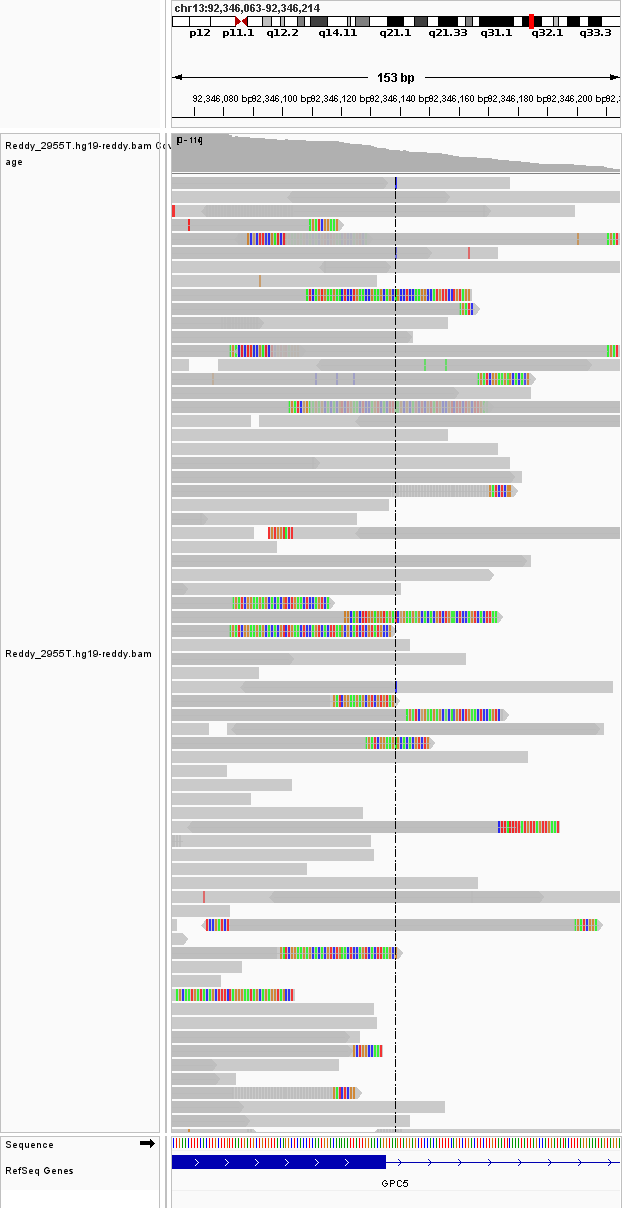 chr13:92,346,063-92,346,214
p12 p11.1 q12.2 q14.11 q21.1 q21.33 q31.1 q32.1 q33.3
153 bp
92,346,080 bp 92,346,100 bp 92,346,120 bp 92,346,140 bp 92,346,160 bp 92,346,180 bp 92,346,200 bp
Reddy_2955T.hg19-reddy.bam Cov
age
Reddy_2955T.hg19-reddy.bam
Sequence
RefSeq Genes
GPC5